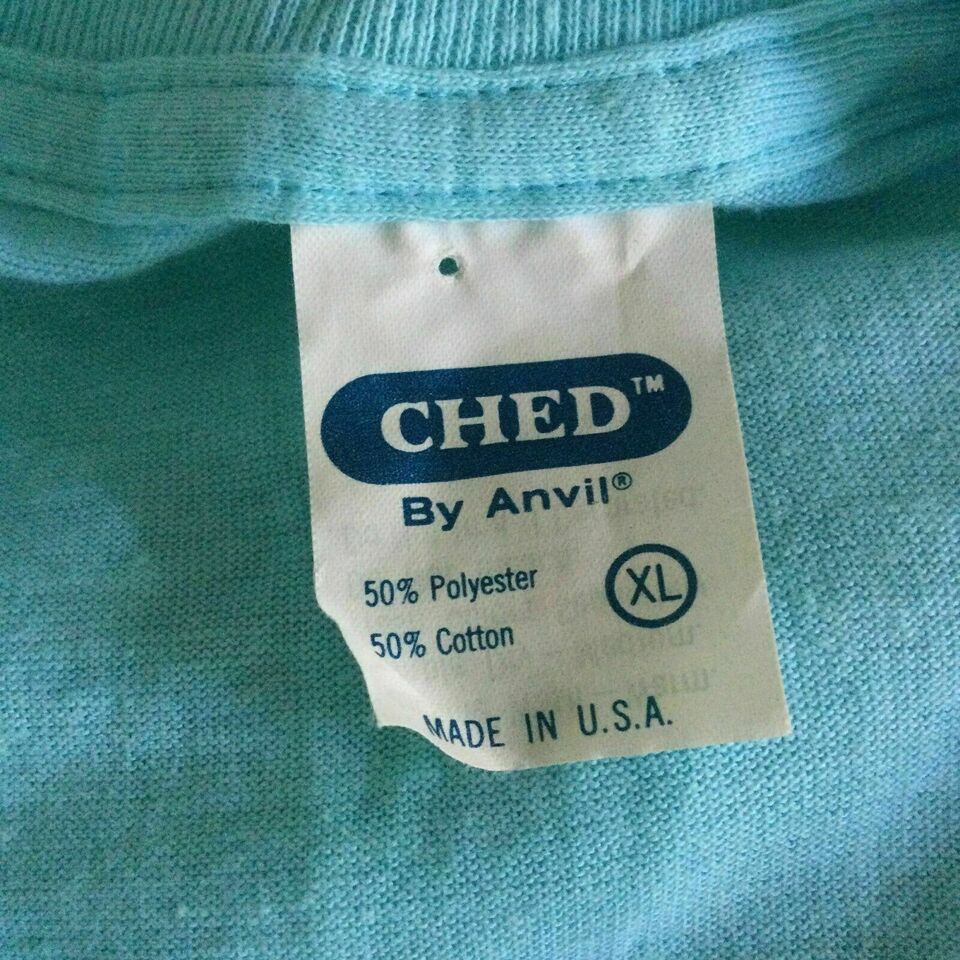 CHED™
By Anvil®
50% Polyester
50% Cotton
XL
MADE IN U.S.A.